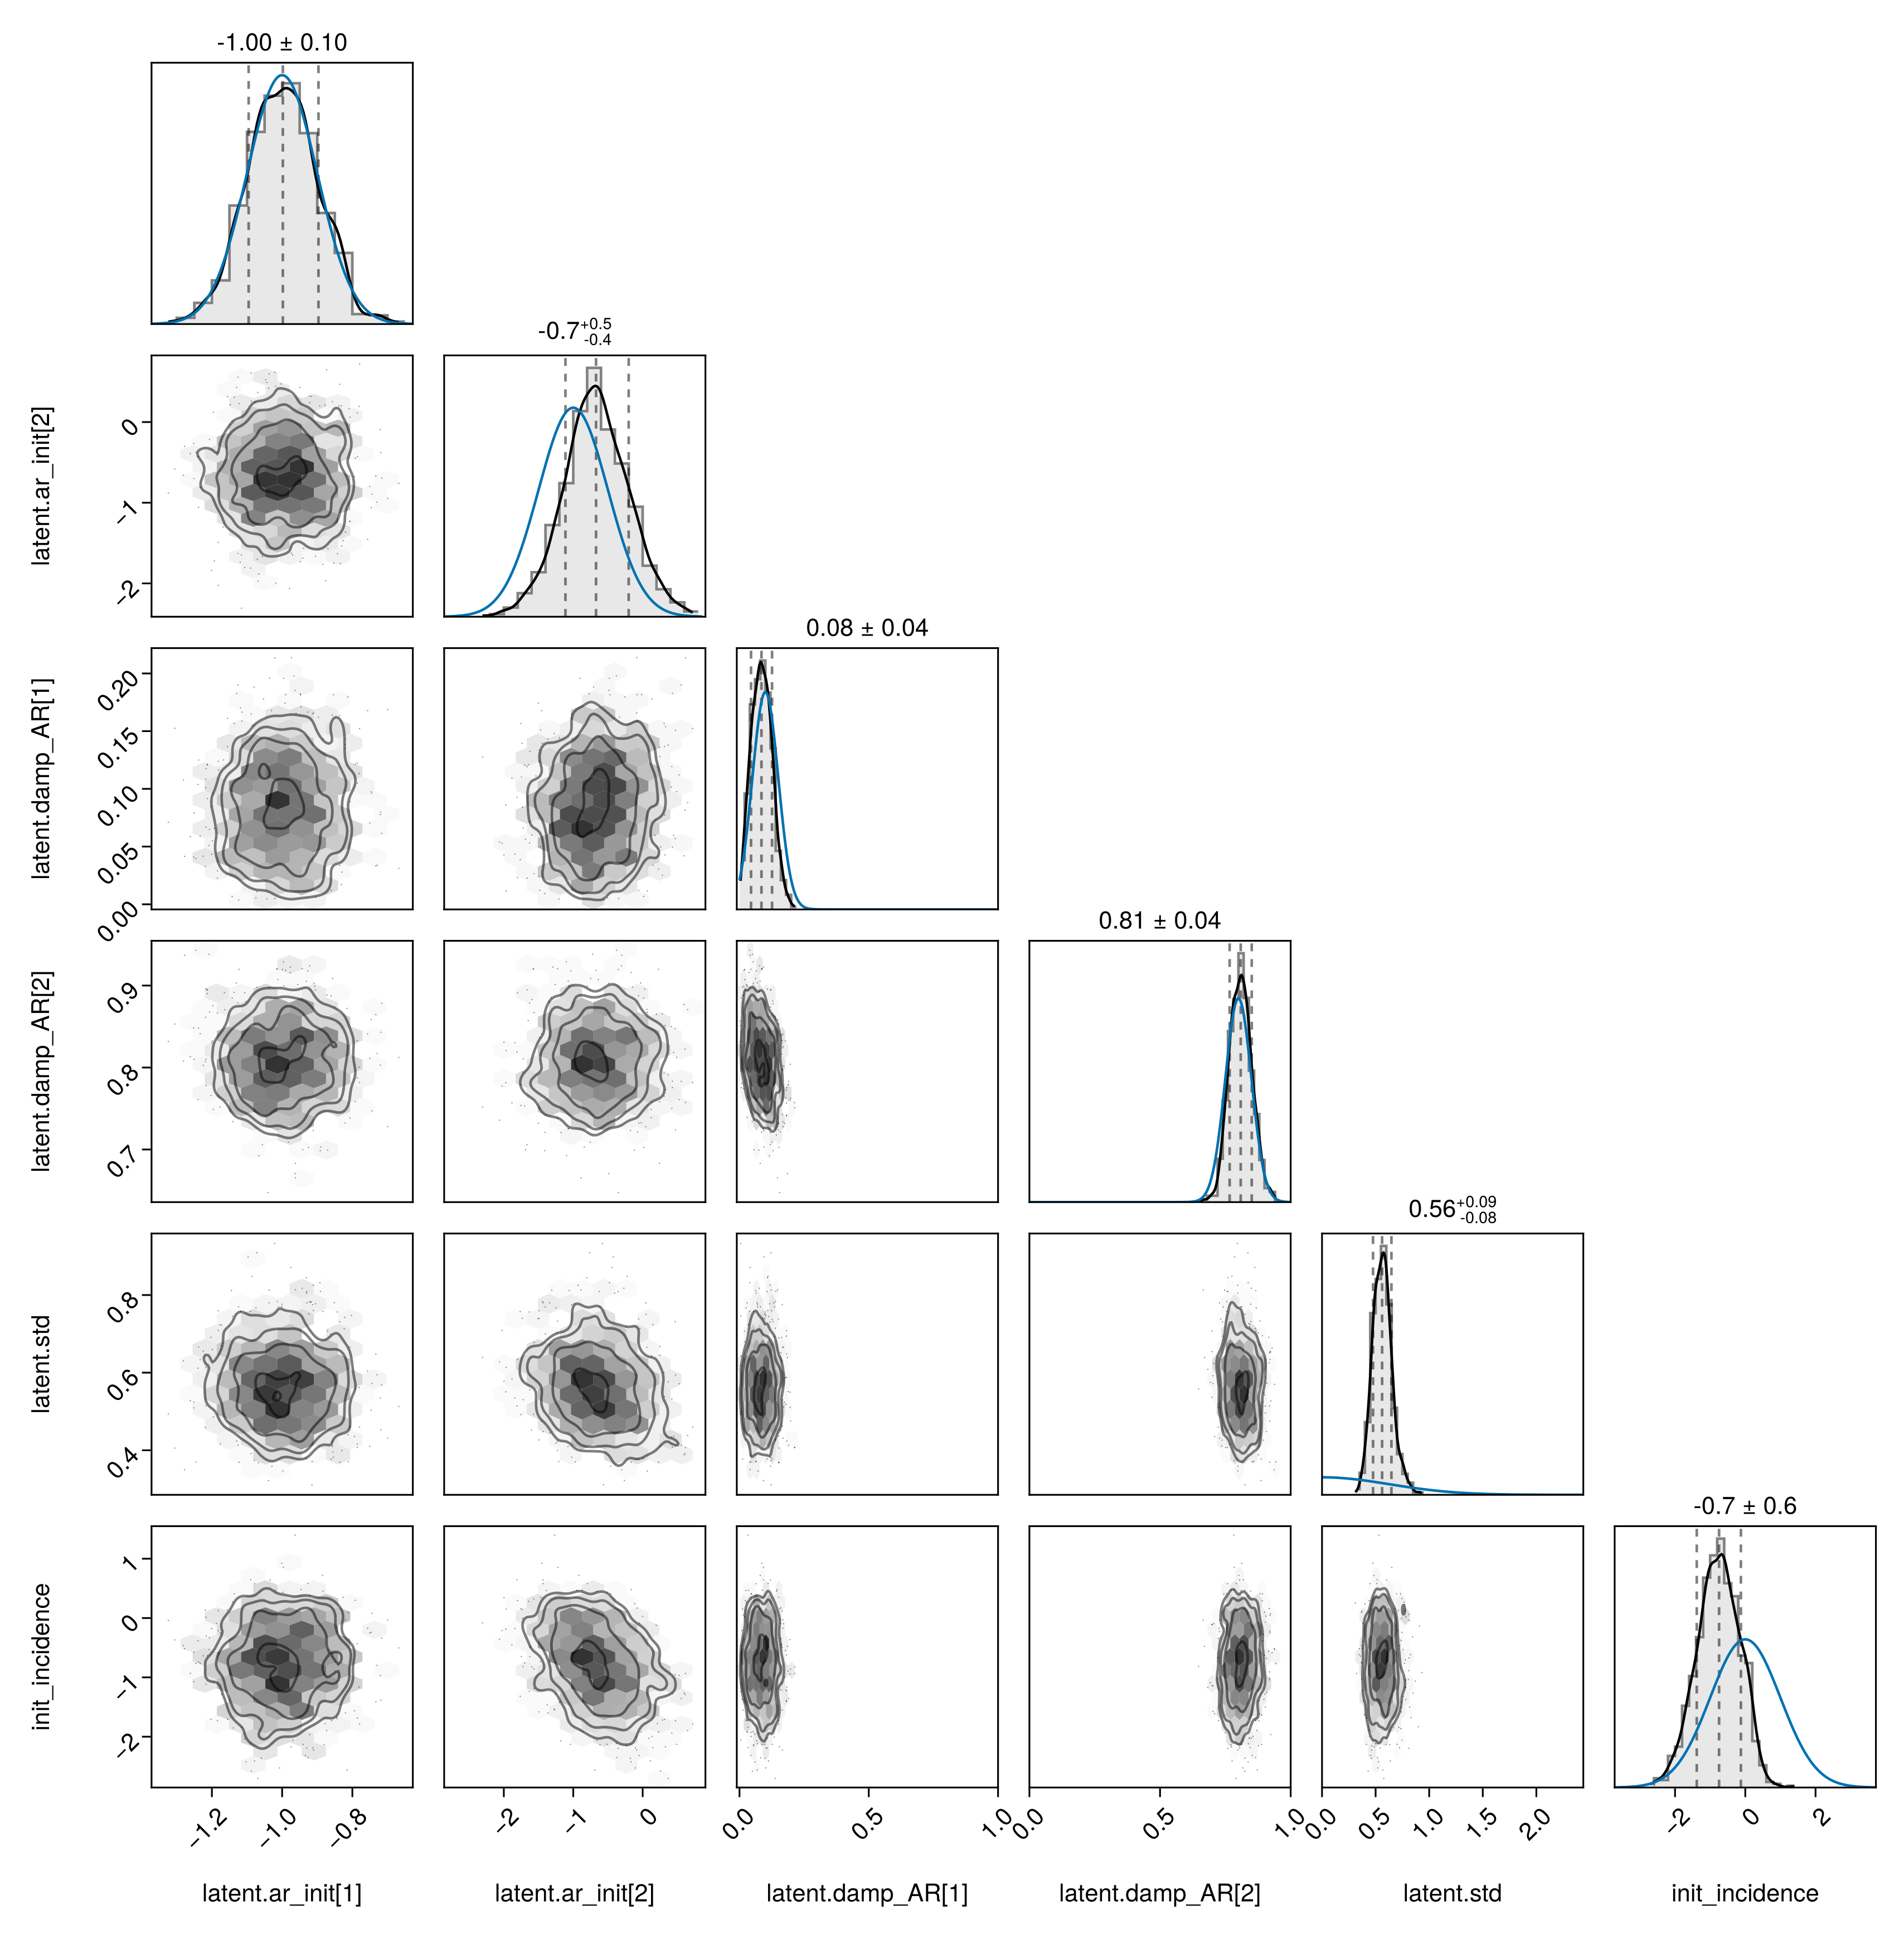 -1.00 ± 0.10
-0.7+0.5-0.4
latent.ar_init[2]
0
−1
−2
0.08 ± 0.04
latent.damp_AR[1]
0.20
0.15
0.10
0.05
0.00
0.81 ± 0.04
latent.damp_AR[2]
0.9
0.8
0.7
0.56+0.09-0.08
latent.std
0.8
0.6
0.4
-0.7 ± 0.6
init_incidence
1
0
−1
−2
−1.2 −1.0 −0.8 −2 −1 0 0.0 0.5 1.0 0.0 0.5 1.0 0.0 0.5 1.0 1.5 2.0 −2 0 2
latent.ar_init[1] latent.ar_init[2] latent.damp_AR[1] latent.damp_AR[2] latent.std init_incidence